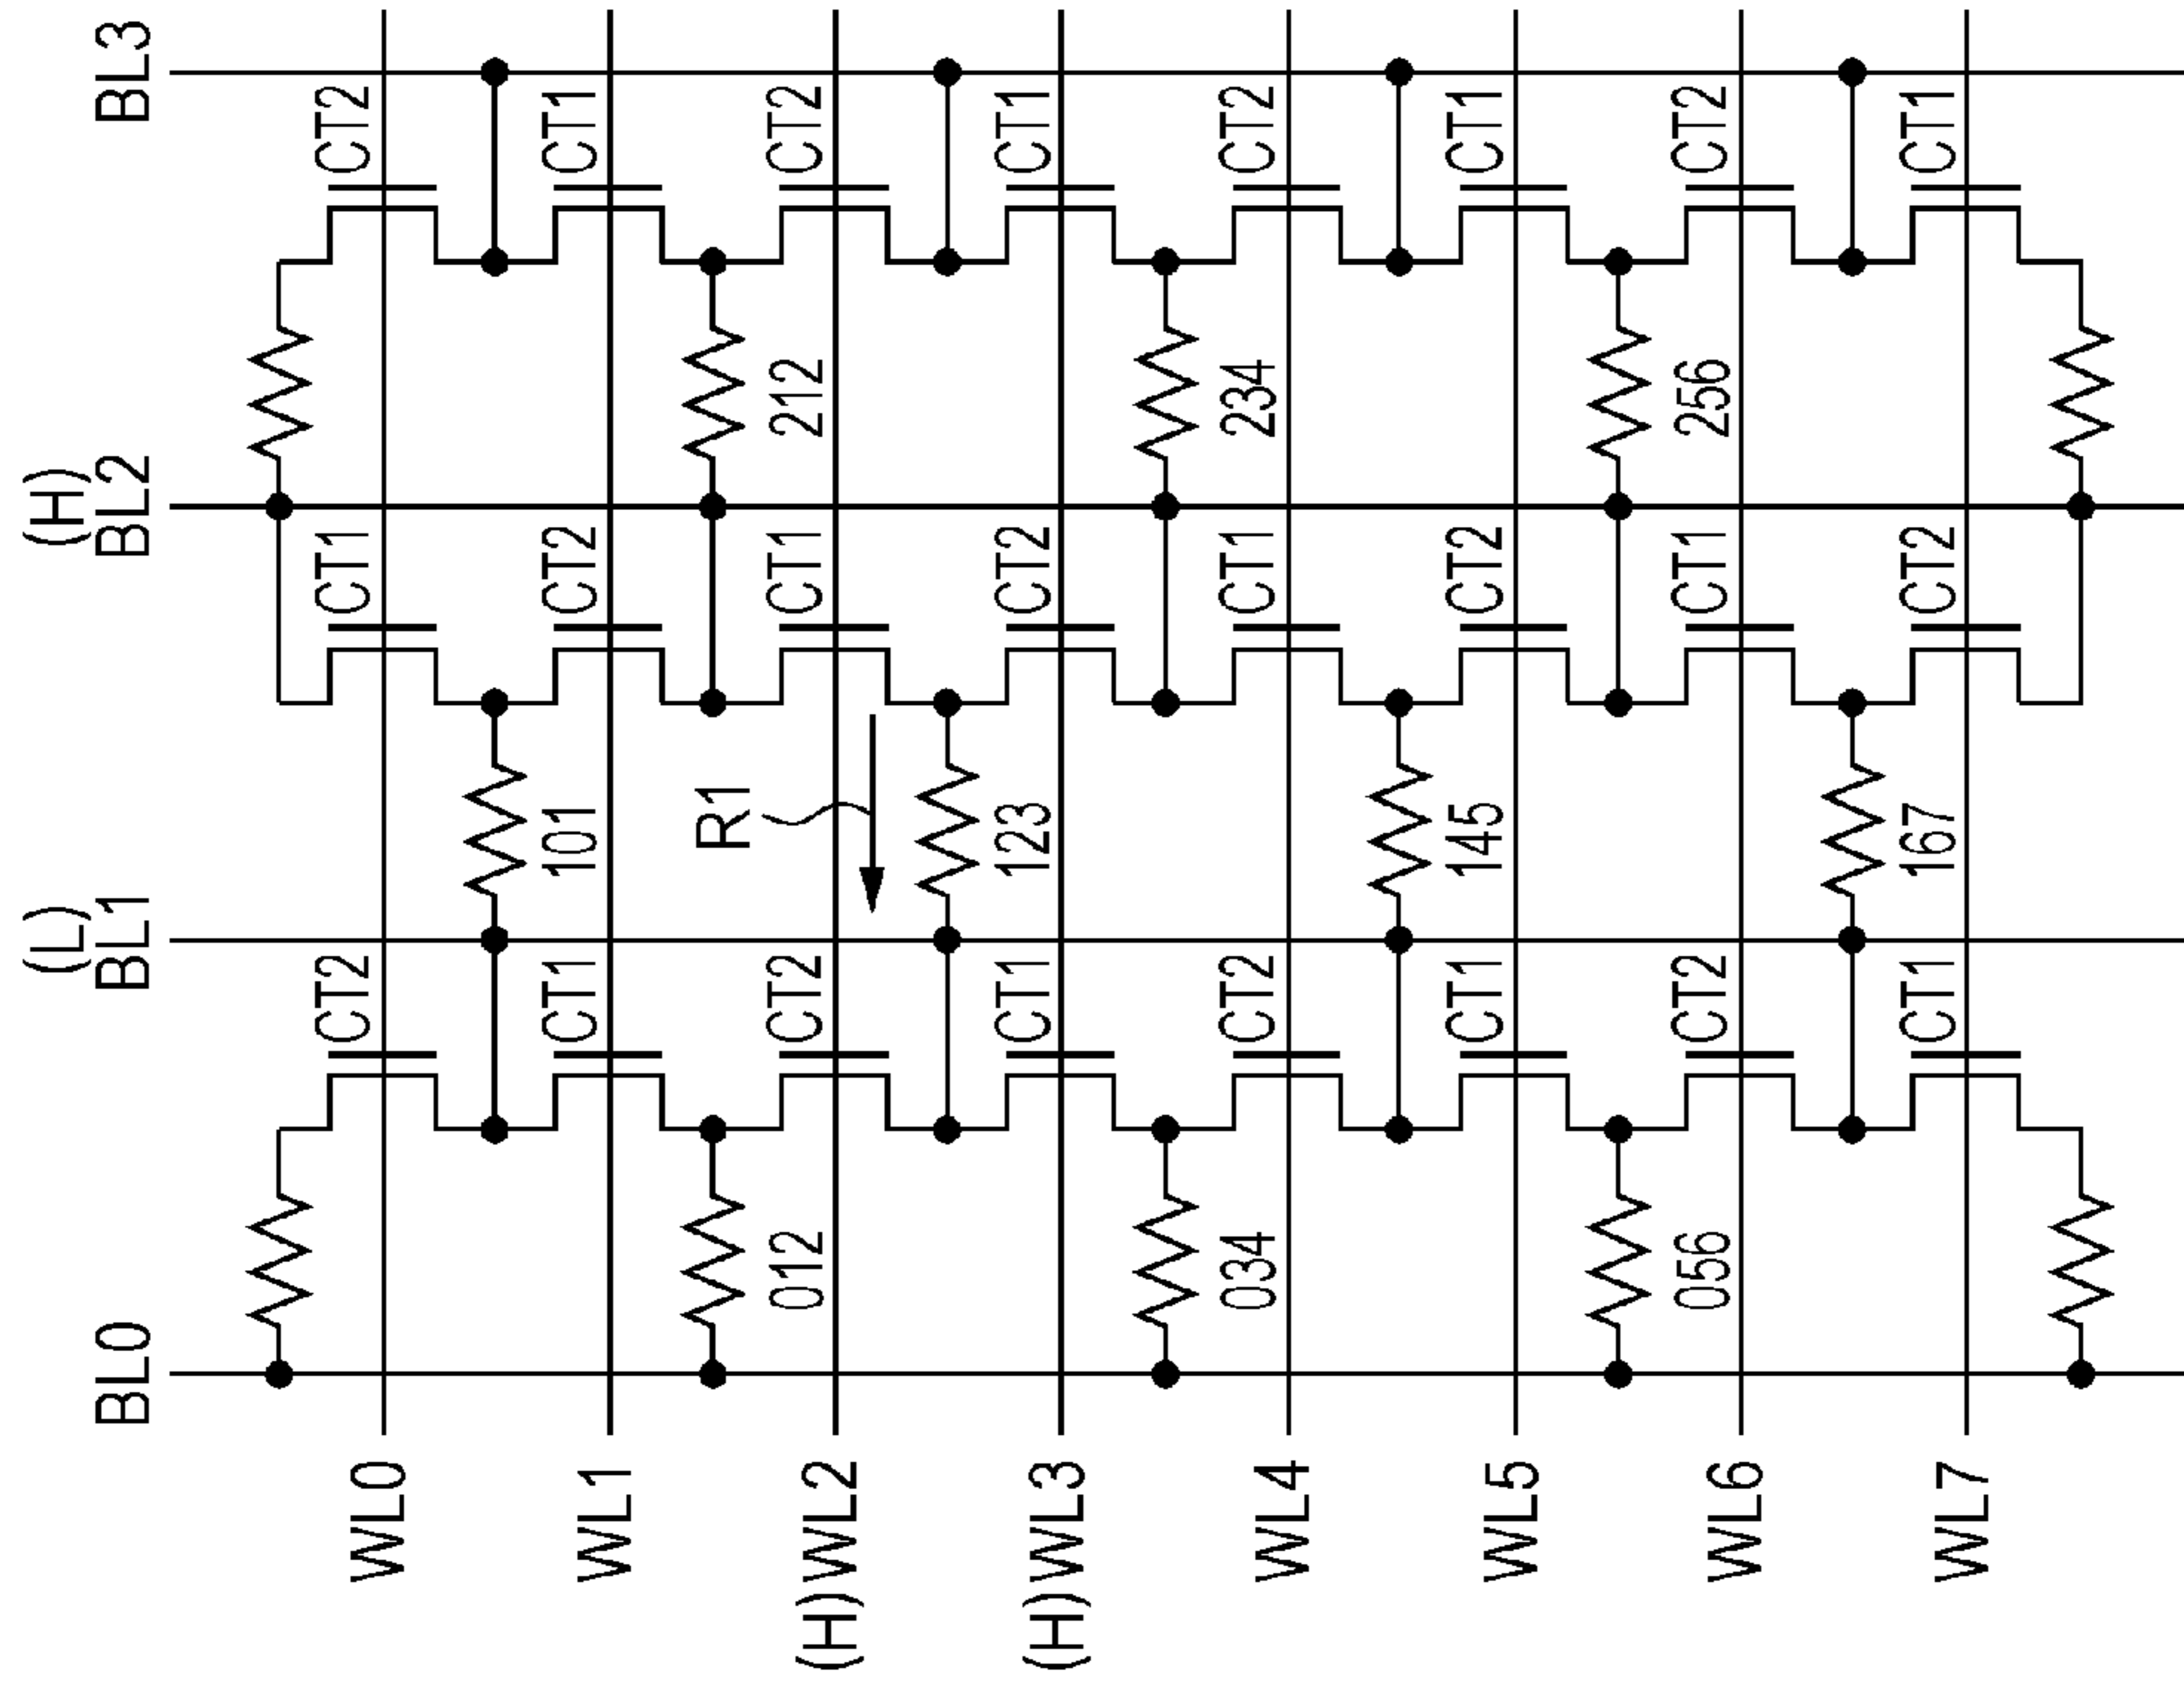 (L) (H)
BL0 BL1 BL2 BL3
WL0 CT2 CT1 CT2
WL1 CT1 101 CT2 CT1
R1
(H)WL2 012 CT2 CT1 212 CT2
(H)WL3 CT1 123 CT2 CT1
WL4 034 CT2 CT1 234 CT2
WL5 CT1 145 CT2 CT1
WL6 056 CT2 CT1 256 CT2
WL7 CT1 167 CT2 CT1